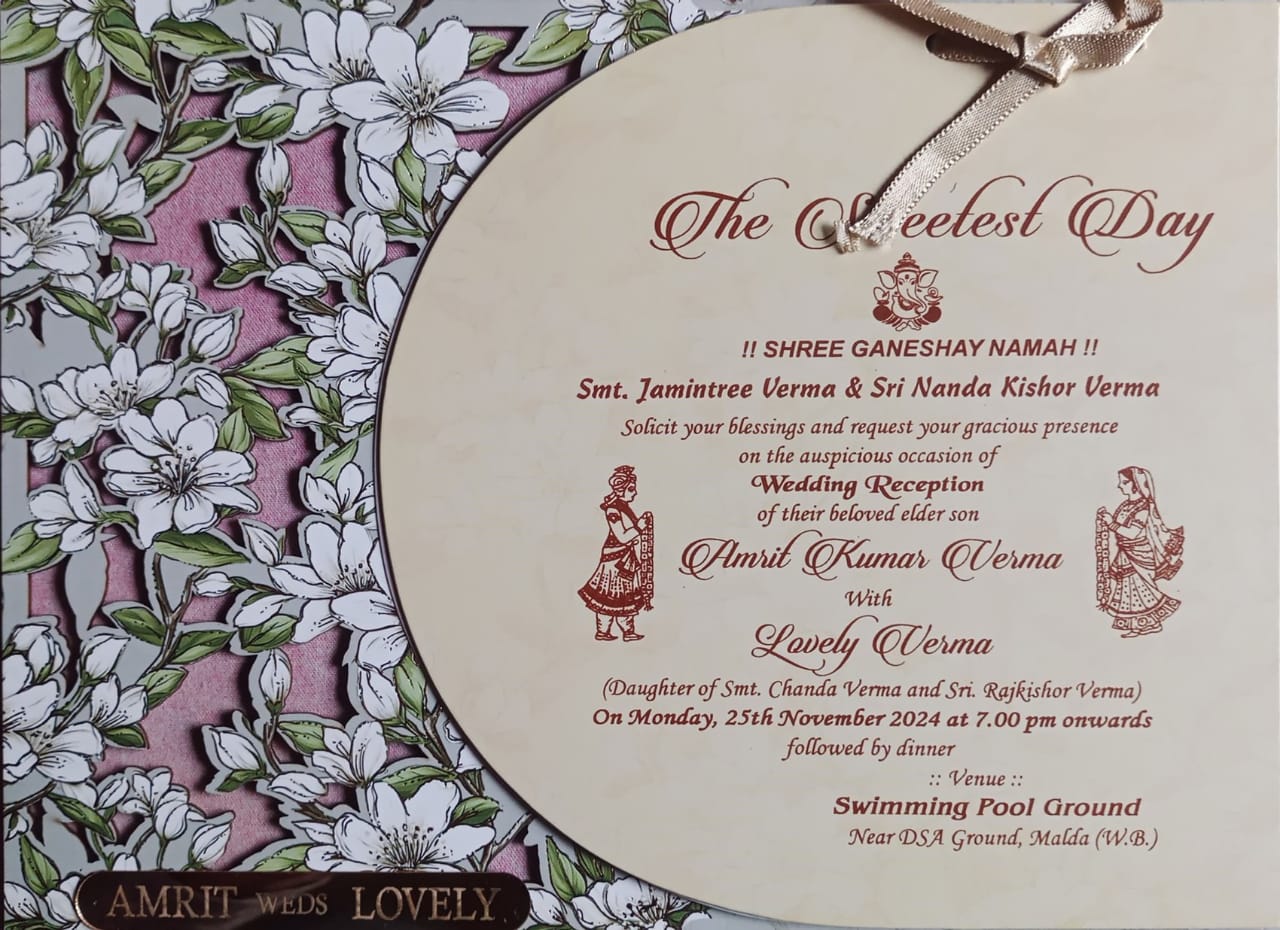 The Sweetest Day
!! SHREE GANESHAY NAMAH !!
Smt. Jamintree Verma & Sri Nanda Kishor Verma
Solicit your blessings and request your gracious presence
on the auspicious occasion of
Wedding Reception
of their beloved elder son
Amrit Kumar Verma
With
Lovely Verma
(Daughter of Smt. Chanda Verma and Sri. Rajkishor Verma)
On Monday, 25th November 2024 at 7.00 pm onwards
followed by dinner
:: Venue ::
Swimming Pool Ground
Near DSA Ground, Malda (W.B.)
AMRIT WEDS LOVELY